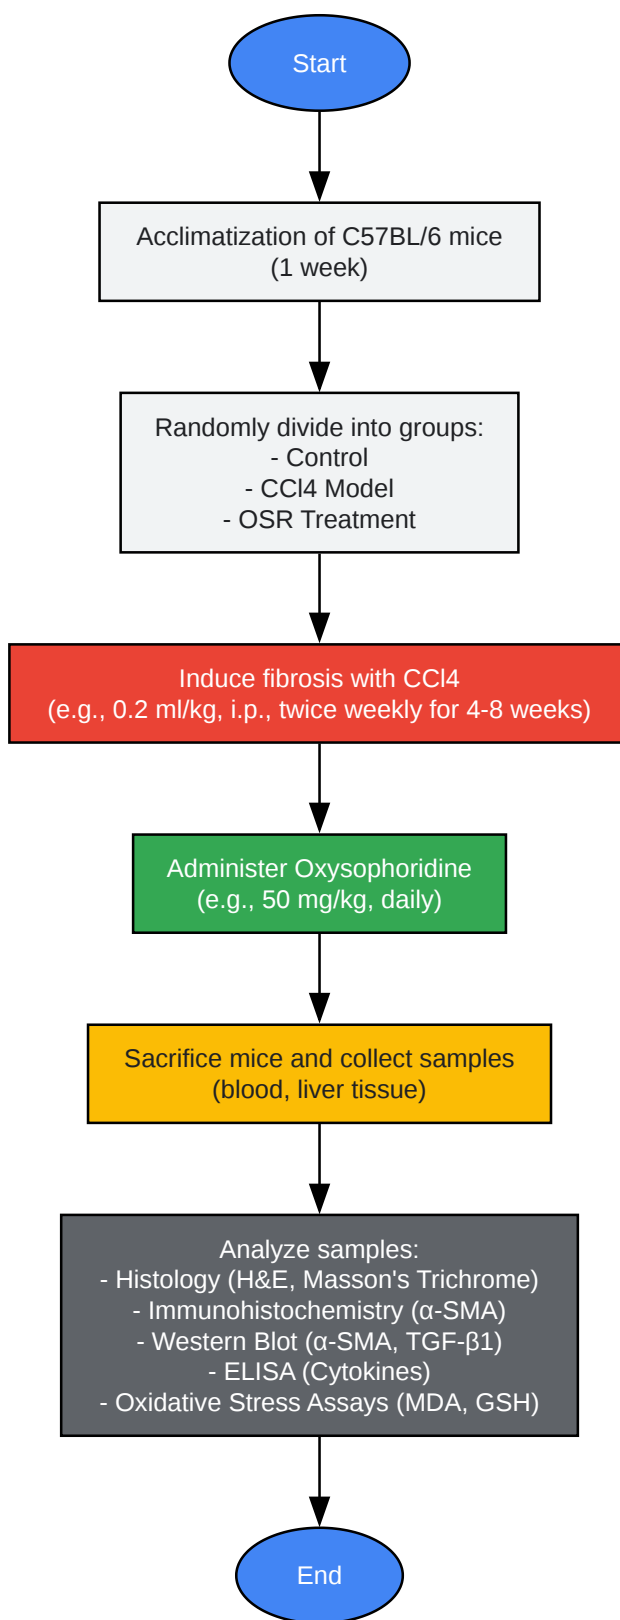 Start
Acclimatization of C57BL/6 mice
(1 week)
Randomly divide into groups:
- Control
- CCl4 Model
- OSR Treatment
Induce fibrosis with CCl4
(e.g., 0.2 ml/kg, i.p., twice weekly for 4-8 weeks)
Administer Oxysophoridine
(e.g., 50 mg/kg, daily)
Sacrifice mice and collect samples
(blood, liver tissue)
Analyze samples:
- Histology (H&E, Masson's Trichrome)
- Immunohistochemistry (α-SMA)
- Western Blot (α-SMA, TGF-β1)
- ELISA (Cytokines)
- Oxidative Stress Assays (MDA, GSH)
End